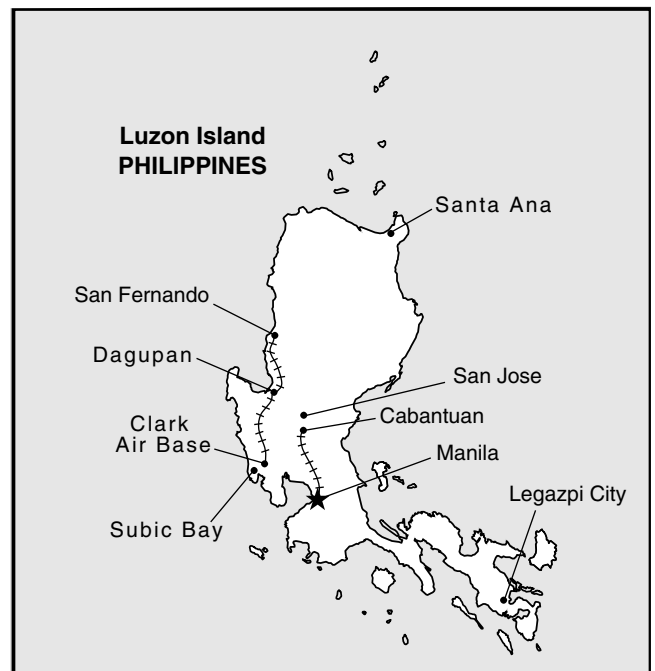 Luzon Island
PHILIPPINES
Santa Ana
San Fernando
Dagupan
San Jose
Clark
Air Base
Cabantuan
Manila
Subic Bay
Legazpi City